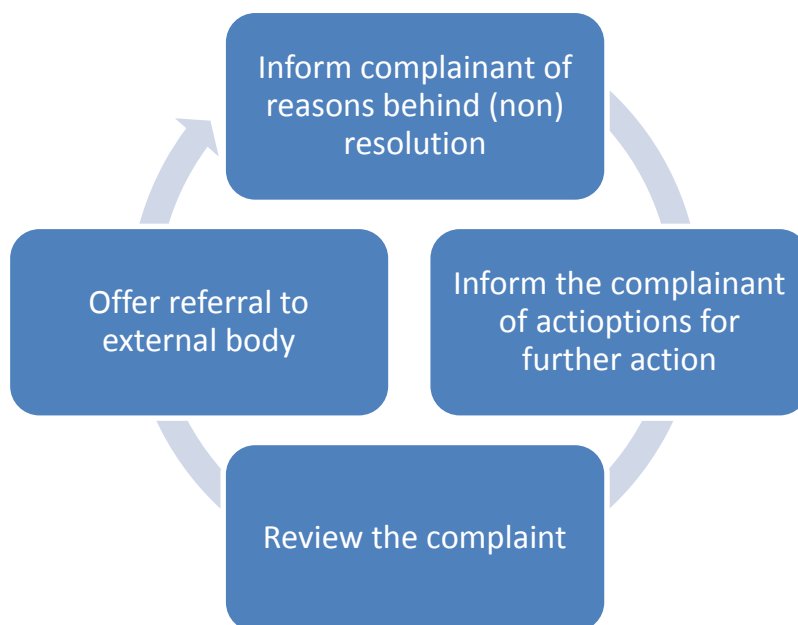 Inform complainant of
reasons behind (non)
resolution
Inform the complainant
of actioptions for
further action
Review the complaint
Offer referral to
external body